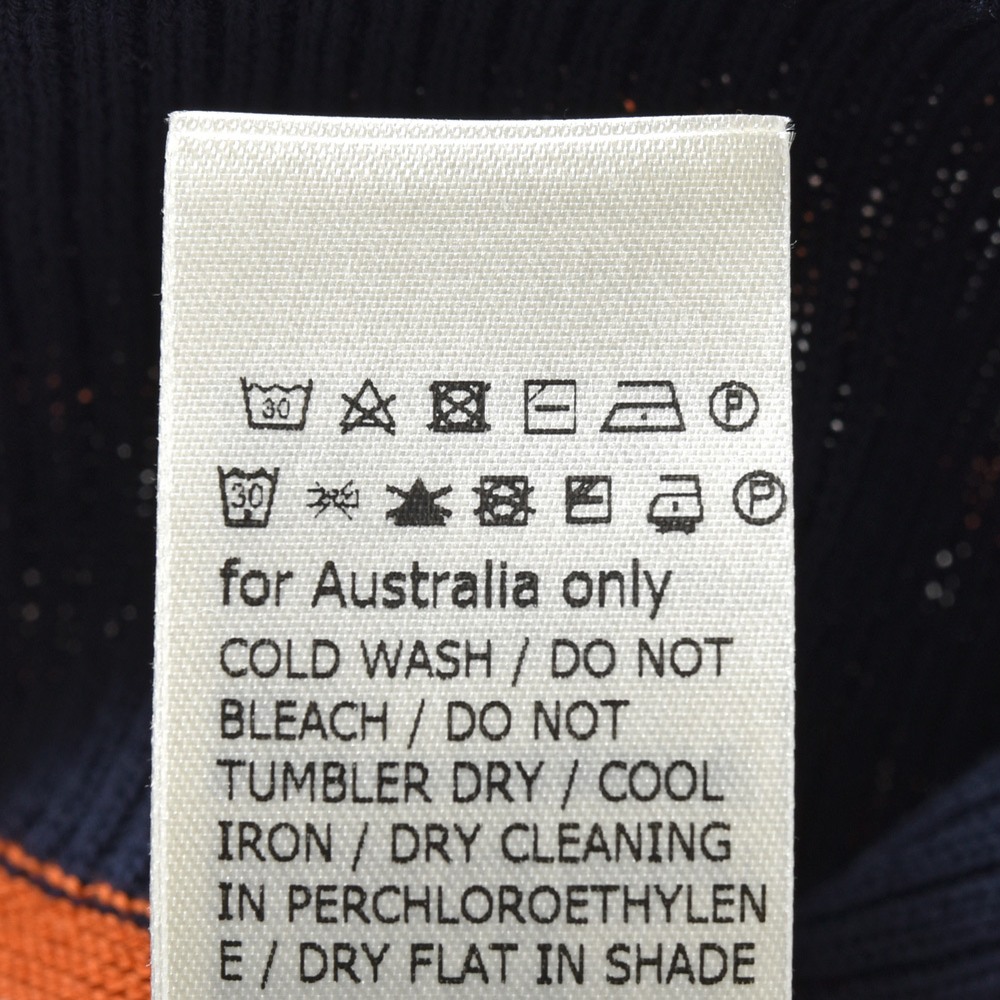 30 P
30 P
for Australia only
COLD WASH / DO NOT
BLEACH / DO NOT
TUMBLER DRY / COOL
IRON / DRY CLEANING
IN PERCHLOROETHYLEN
E / DRY FLAT IN SHADE